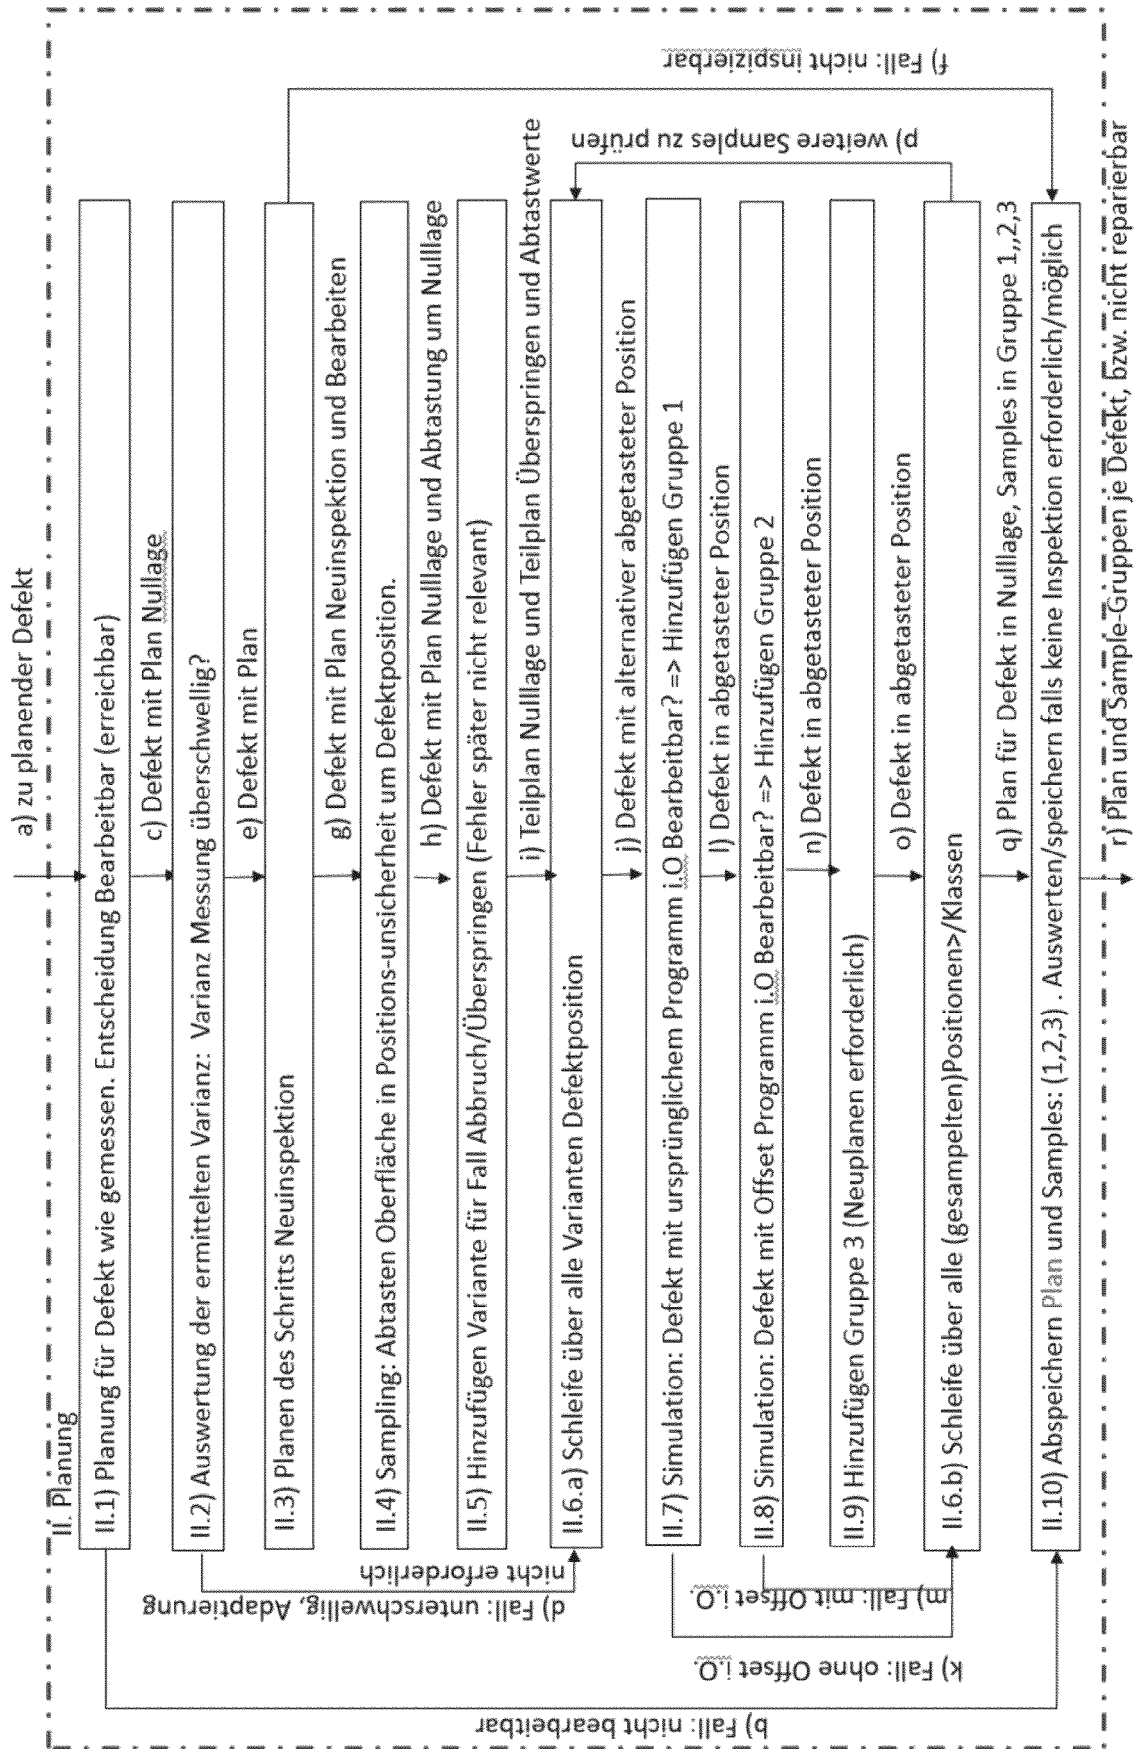 a) zu planender Defekt
II. Planung
II.1) Planung für Defekt wie gemessen. Entscheidung Bearbeitbar (erreichbar)
b) Fall: nicht bearbeitbar
c) Defekt mit Plan Nullage
II.2) Auswertung der ermittelten Varianz: Varianz Messung überschwellig?
d) Fall: unterschwellig, Adaptierung
nicht erforderlich
e) Defekt mit Plan
II.3) Planen des Schritts Neuinspektion
f) Fall: nicht inspizierbar
g) Defekt mit Plan Neuinspektion und Bearbeiten
II.4) Sampling: Abtasten Oberfläche in Positions-unsicherheit um Defektposition.
h) Defekt mit Plan Nulllage und Abtastung um Nulllage
II.5) Hinzufügen Variante für Fall Abbruch/Überspringen (Fehler später nicht relevant)
i) Teilplan Nulllage und Teilplan Überspringen und Abtastwerte
II.6.a) Schleife über alle Varianten Defektposition
j) Defekt mit alternativer abgetasteter Position
II.7) Simulation: Defekt mit ursprünglichem Programm i.O Bearbeitbar? => Hinzufügen Gruppe 1
k) Fall: ohne Offset i.O.
l) Defekt in abgetasteter Position
II.8) Simulation: Defekt mit Offset Programm i.O Bearbeitbar? => Hinzufügen Gruppe 2
m) Fall: mit Offset i.O.
n) Defekt in abgetasteter Position
II.9) Hinzufügen Gruppe 3 (Neuplanen erforderlich)
o) Defekt in abgetasteter Position
II.6.b) Schleife über alle (gesampelten)Positionen>/Klassen
p) weitere Samples zu prüfen
q) Plan für Defekt in Nulllage, Samples in Gruppe 1,,2,3
II.10) Abspeichern Plan und Samples: (1,2,3) . Auswerten/speichern falls keine Inspektion erforderlich/möglich
r) Plan und Sample-Gruppen je Defekt, bzw. nicht reparierbar